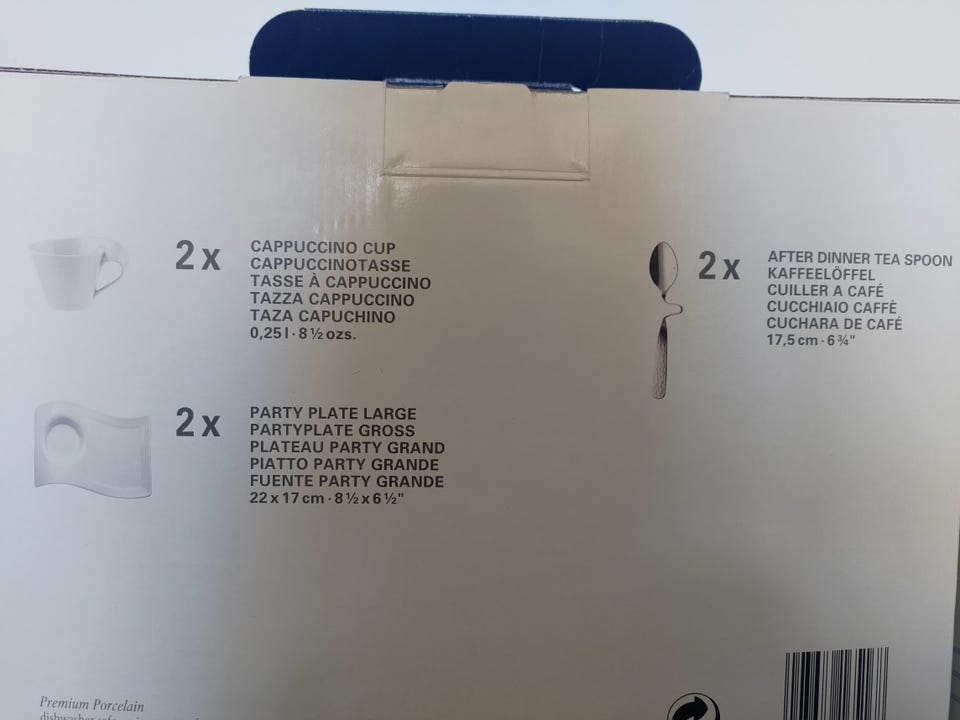 2 x
CAPPUCCINO CUP
CAPPUCCINOTASSE
TASSE À CAPPUCCINO
TAZZA CAPPUCCINO
TAZA CAPUCHINO
0,25 l · 8 ½ ozs.
2 x
AFTER DINNER TEA SPOON
KAFFEELÖFFEL
CUILLER A CAFÉ
CUCCHIAIO CAFFÈ
CUCHARA DE CAFÉ
17,5 cm · 6 ¾"
2 x
PARTY PLATE LARGE
PARTYPLATE GROSS
PLATEAU PARTY GRAND
PIATTO PARTY GRANDE
FUENTE PARTY GRANDE
22 x 17 cm · 8 ½ x 6 ½"
Premium Porcelain